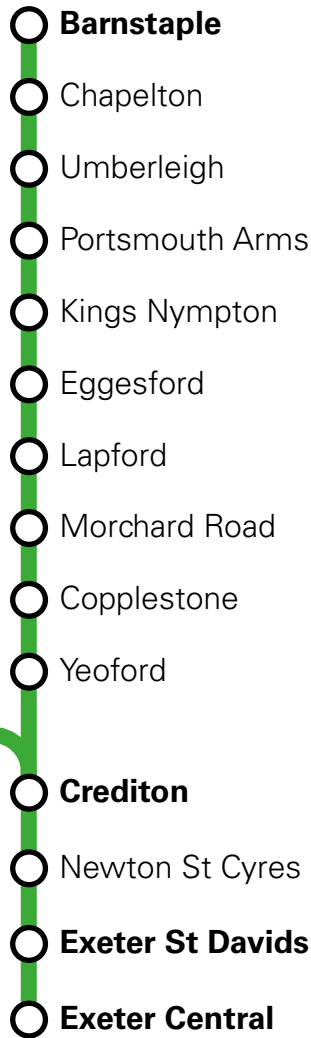 Barnstaple
Chapelton
Umberleigh
Portsmouth Arms
Kings Nympton
Eggesford
Lapford
Morchard Road
Copplestone
Yeoford
Crediton
Newton St Cyres
Exeter St Davids
Exeter Central